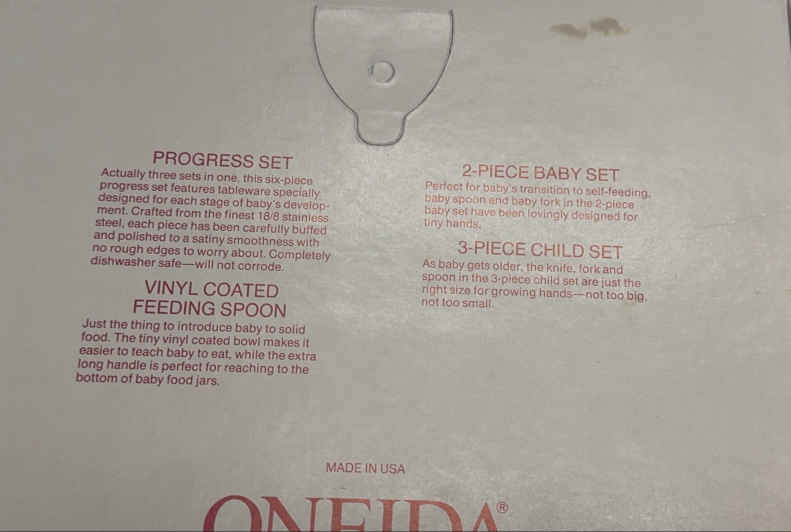 PROGRESS SET
Actually three sets in one, this six-piece
progress set features tableware specially
designed for each stage of baby's develop-
ment. Crafted from the finest 18/8 stainless
steel, each piece has been carefully buffed
and polished to a satiny smoothness with
no rough edges to worry about. Completely
dishwasher safe—will not corrode.
VINYL COATED
FEEDING SPOON
Just the thing to introduce baby to solid
food. The tiny vinyl coated bowl makes it
easier to teach baby to eat, while the extra
long handle is perfect for reaching to the
bottom of baby food jars.
2-PIECE BABY SET
Perfect for baby's transition to self-feeding,
baby spoon and baby fork in the 2-piece
baby set have been lovingly designed for
tiny hands.
3-PIECE CHILD SET
As baby gets older, the knife, fork and
spoon in the 3-piece child set are just the
right size for growing hands—not too big,
not too small.
MADE IN USA
ONEIDA®